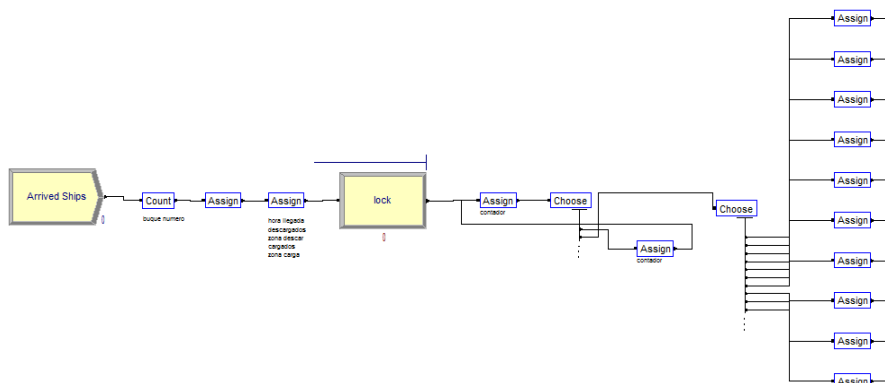 Arrived Ships
Count
buque numero
Assign
Assign
hora llegada
descargados
zona descar
cargados
zona carga
lock
Assign
contador
Choose
Assign
contador
Choose
Assign
Assign
Assign
Assign
Assign
Assign
Assign
Assign
Assign
Assign